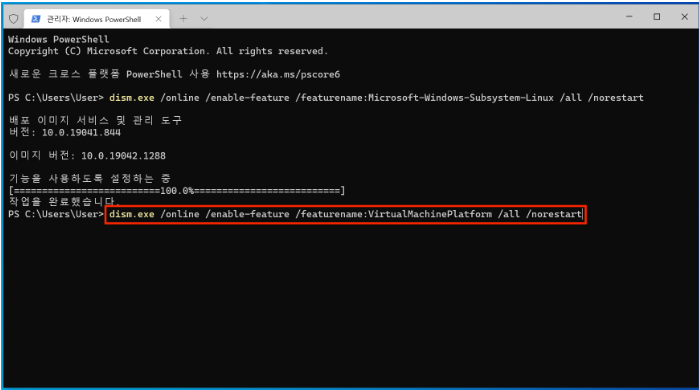 관리자: Windows PowerShell
Windows PowerShell
Copyright (C) Microsoft Corporation. All rights reserved.
새로운 크로스 플랫폼 PowerShell 사용 https://aka.ms/pscore6
PS C:\Users\User> dism.exe /online /enable-feature /featurename:Microsoft-Windows-Subsystem-Linux /all /norestart
배포 이미지 서비스 및 관리 도구
버전: 10.0.19041.844
이미지 버전: 10.0.19042.1288
기능을 사용하도록 설정하는 중
[==========================100.0%==========================]
작업을 완료했습니다.
PS C:\Users\User> dism.exe /online /enable-feature /featurename:VirtualMachinePlatform /all /norestart